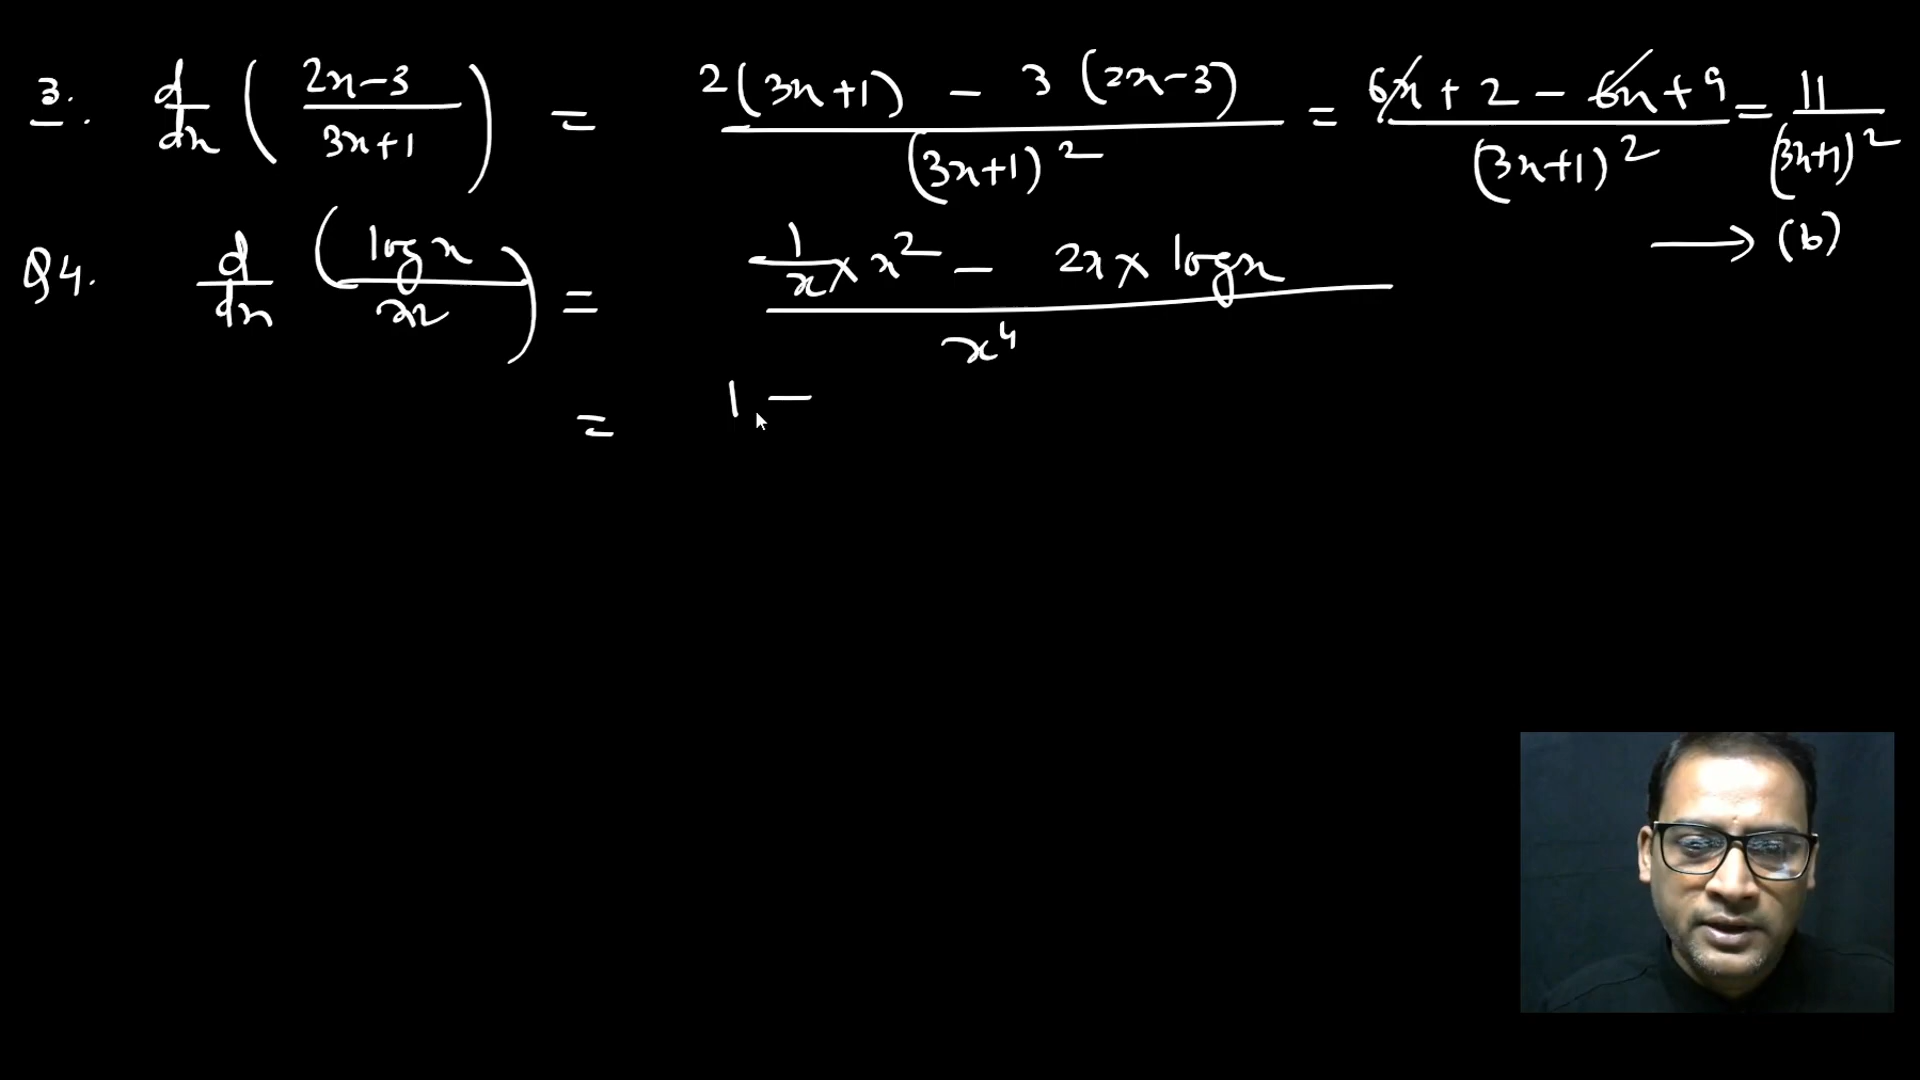 3. d/dx ( 2x-3 / 3x+1 ) = 2(3x+1) - 3(2x-3) / (3x+1)² = 6x + 2 - 6x + 9 / (3x+1)² = 11 / (3x+1)²
→ (b)
Q4. d/dx ( log x / x² ) = 1/x × x² - 2x × log x / x⁴
= 1 -